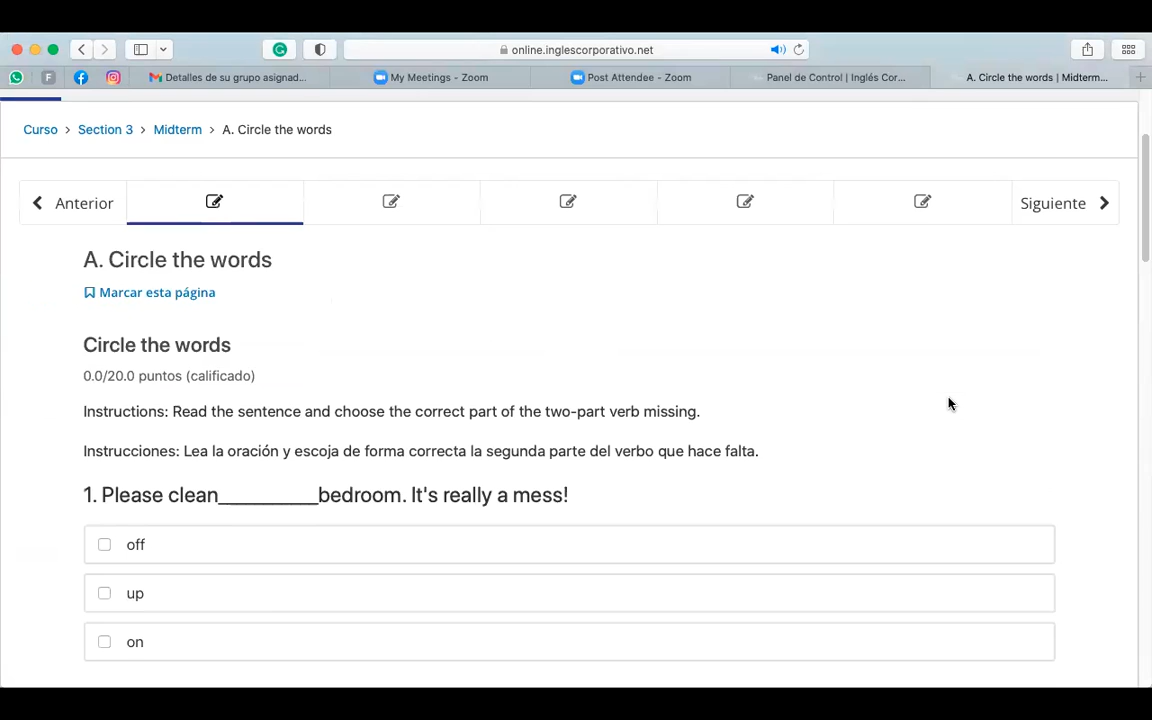 online.inglescorporativo.net
F
Detalles de su grupo asignad...
My Meetings - Zoom
Post Attendee - Zoom
Panel de Control | Inglés Cor...
A. Circle the words | Midterm...
Curso > Section 3 > Midterm > A. Circle the words
Anterior
Siguiente
A. Circle the words
Marcar esta página
Circle the words
0.0/20.0 puntos (calificado)
Instructions: Read the sentence and choose the correct part of the two-part verb missing.
Instrucciones: Lea la oración y escoja de forma correcta la segunda parte del verbo que hace falta.
1. Please clean__________bedroom. It's really a mess!
off
up
on